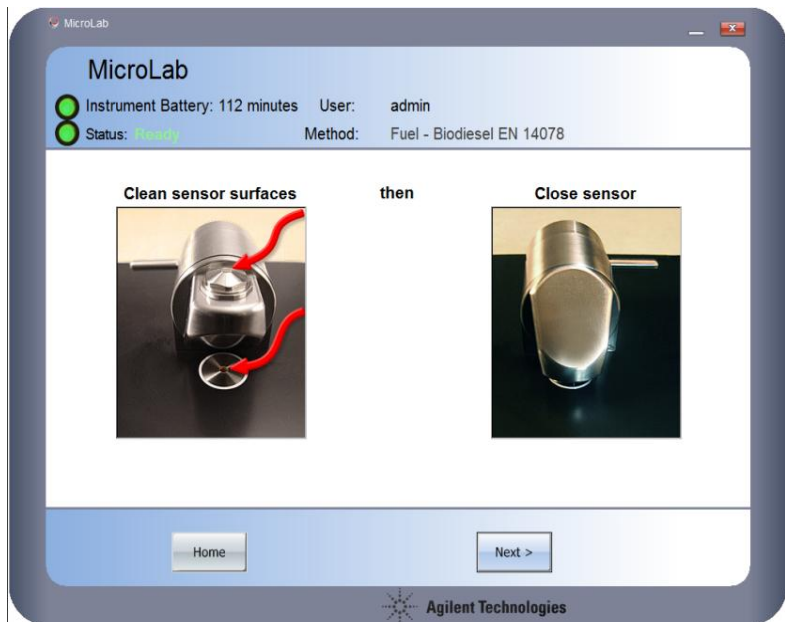 MicroLab
MicroLab
Instrument Battery: 112 minutes User: admin
Status: Ready Method: Fuel - Biodiesel EN 14078
Clean sensor surfaces then Close sensor
Home Next >
Agilent Technologies